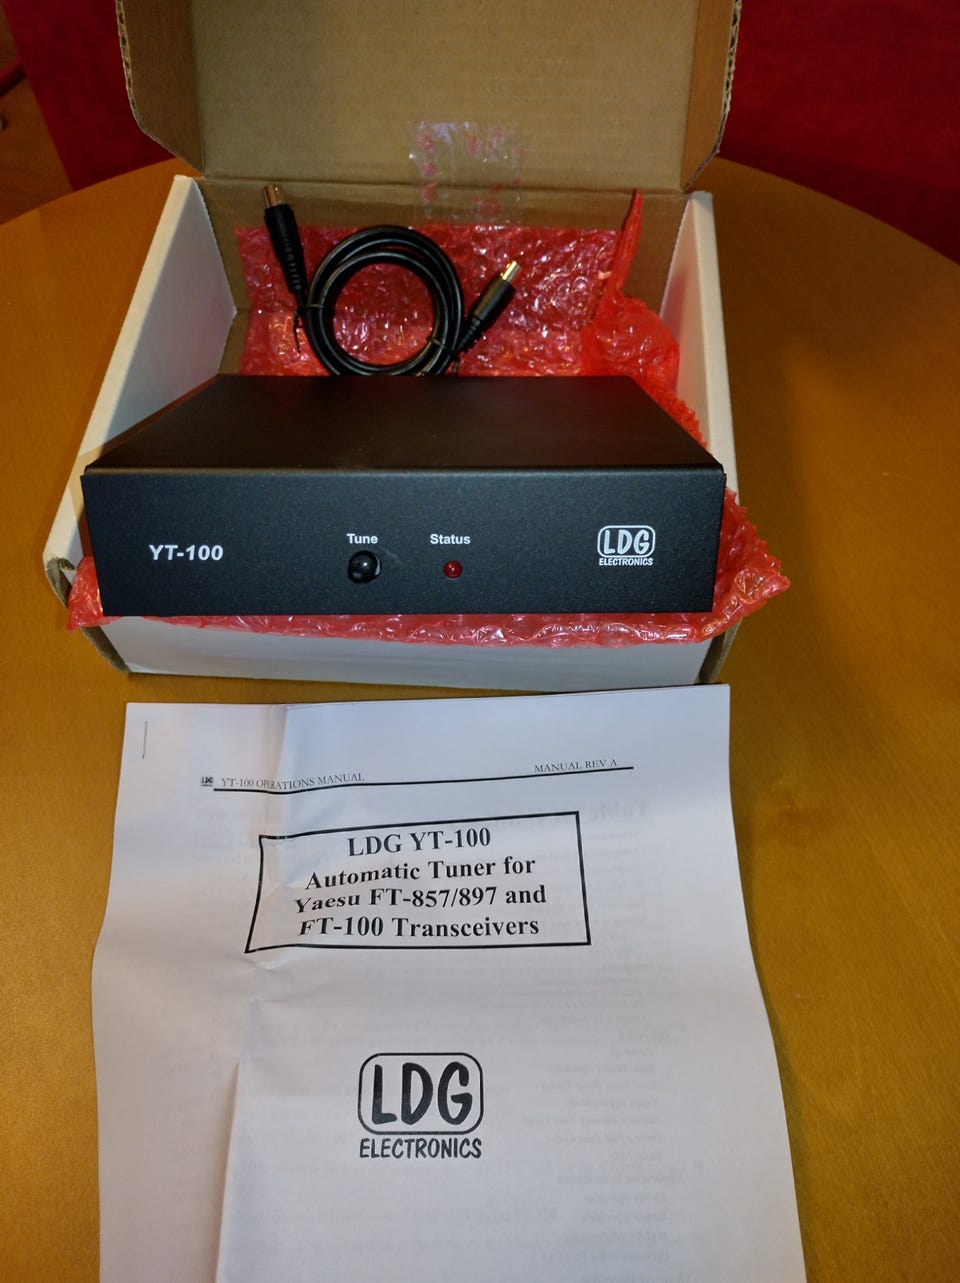 YT-100
Tune
Status
LDG
ELECTRONICS
LDG YT-100 OPERATIONS MANUAL
MANUAL REV A
LDG YT-100
Automatic Tuner for
Yaesu FT-857/897 and
FT-100 Transceivers
LDG
ELECTRONICS